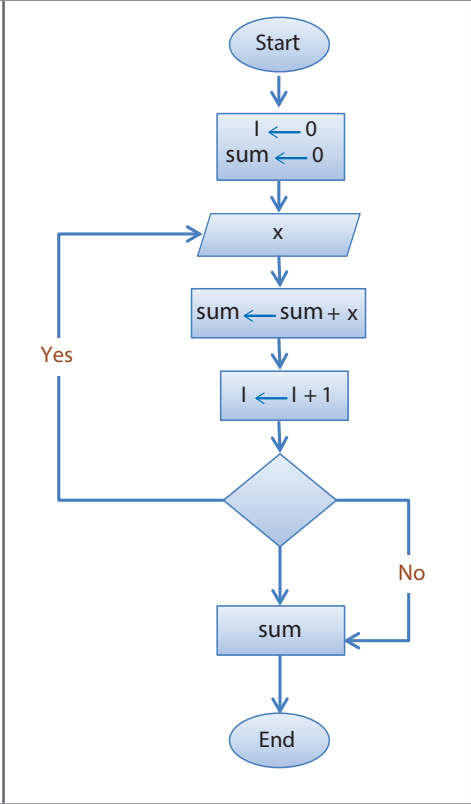 Start
I ← 0
sum ← 0
x
sum ← sum + x
I ← I + 1
Yes
No
sum
End